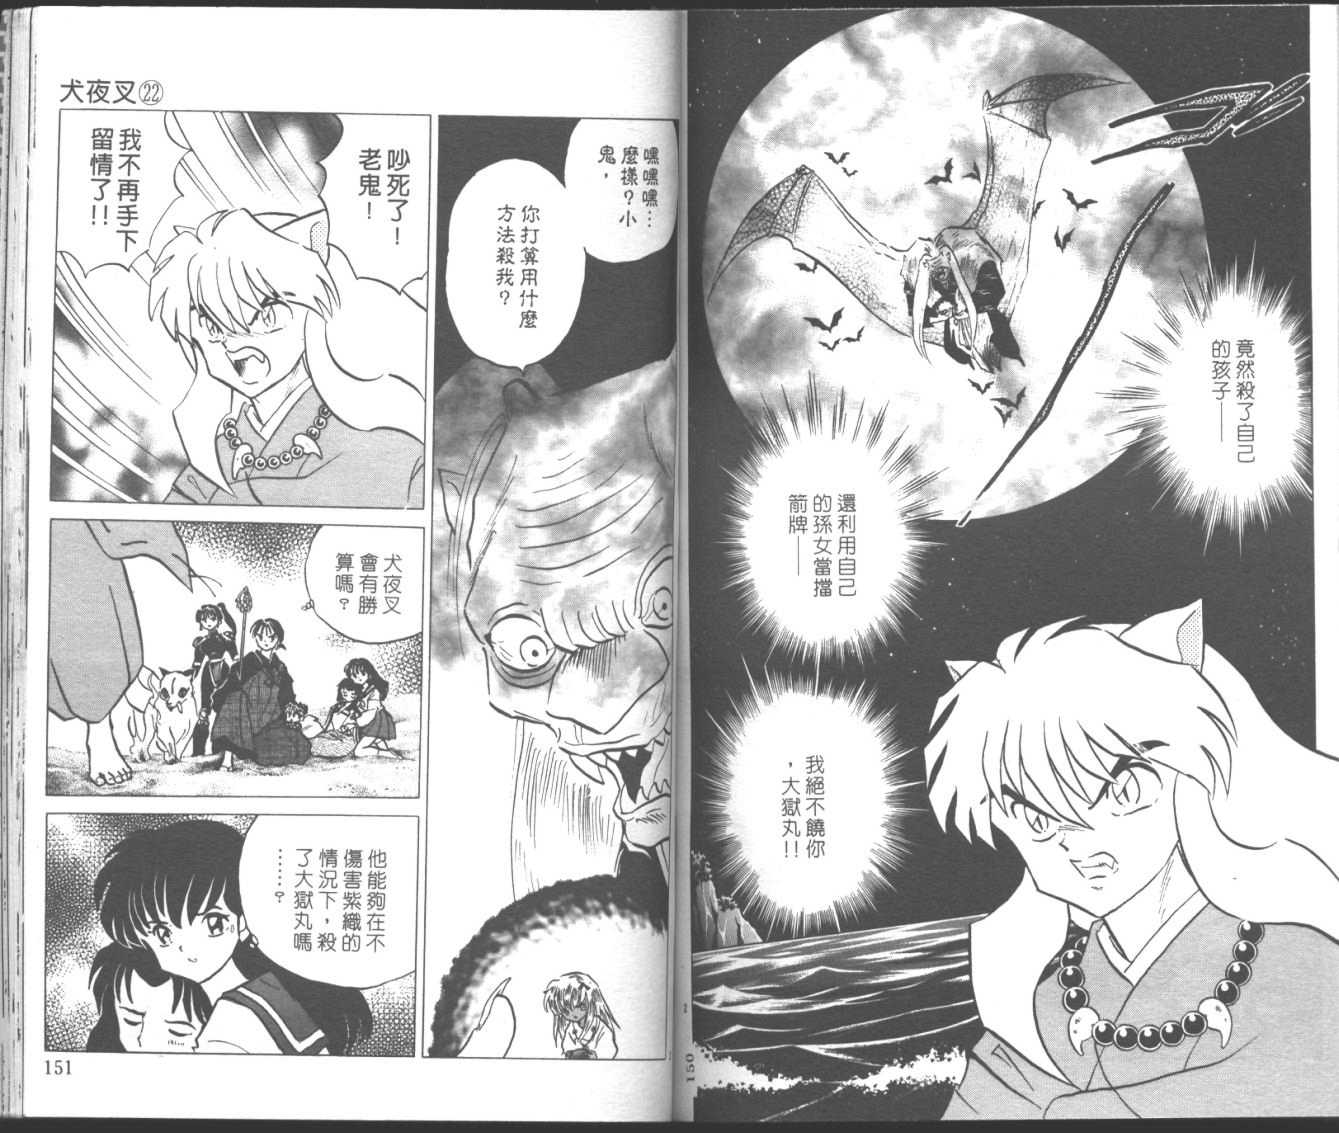 竟然殺了自己
的孩子——
還利用自己
的孫女當擋
箭牌——
我絕不饒你
，大獄丸!!
150
犬夜叉㉒
嘿嘿嘿…
麼樣？小
鬼，
你打算用什麼
方法殺我？
吵死了！
老鬼！
我不再手下
留情了!!
犬夜叉
會有勝
算嗎？
他能夠在不
傷害紫織的
情況下，殺
了大獄丸嗎
……？
151